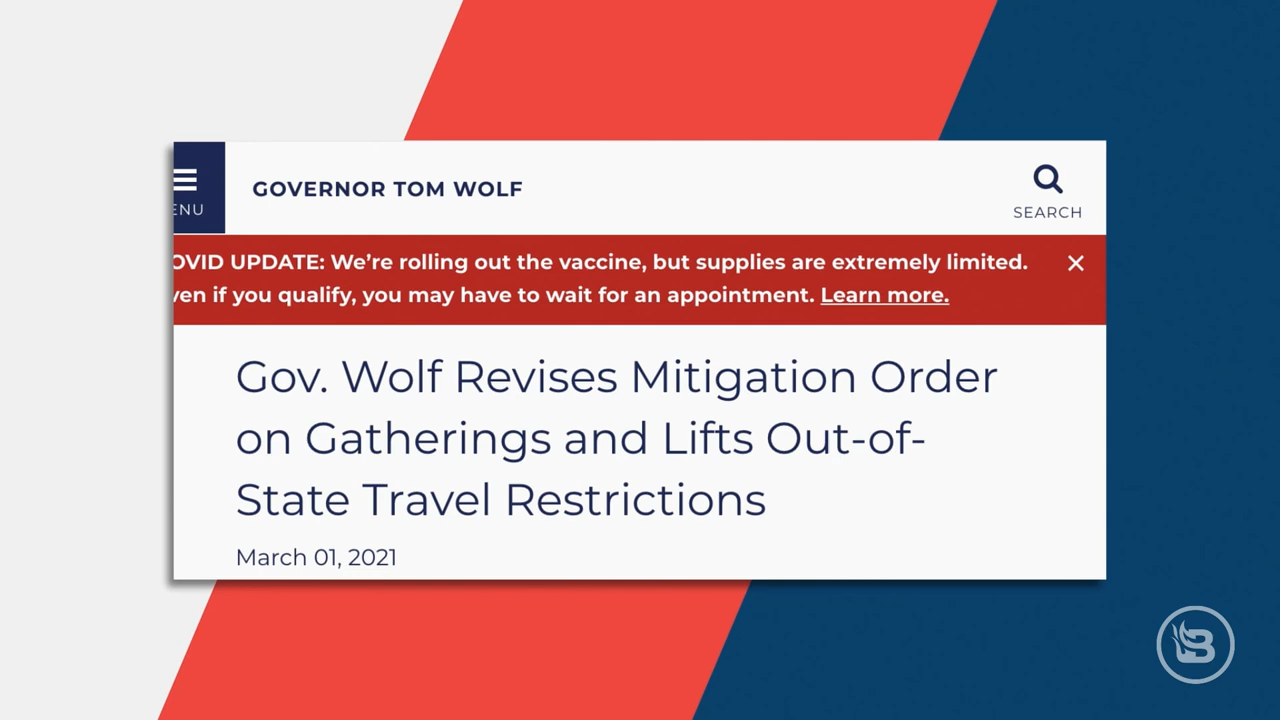 ENU
GOVERNOR TOM WOLF
SEARCH
OVID UPDATE: We’re rolling out the vaccine, but supplies are extremely limited.
ven if you qualify, you may have to wait for an appointment. Learn more.
Gov. Wolf Revises Mitigation Order
on Gatherings and Lifts Out-of-
State Travel Restrictions
March 01, 2021
B